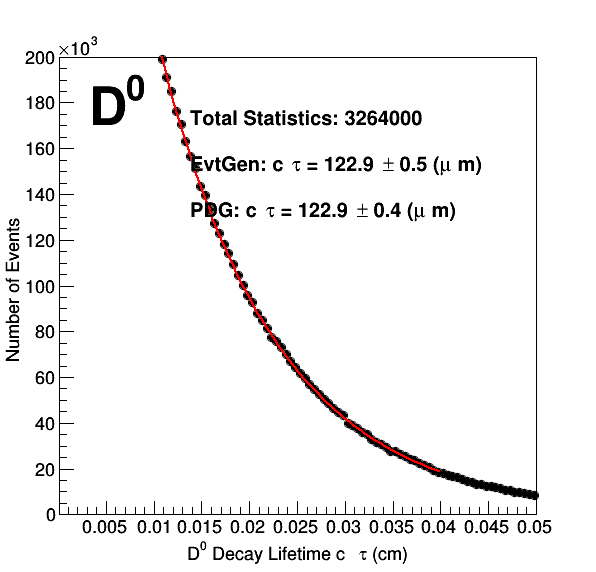 ×10³
200
180
160
140
120
100
80
60
40
20
0
D⁰
Total Statistics: 3264000
EvtGen: c τ = 122.9 ± 0.5 (μ m)
PDG: c τ = 122.9 ± 0.4 (μ m)
Number of Events
0.005 0.01 0.015 0.02 0.025 0.03 0.035 0.04 0.045 0.05
D⁰ Decay Lifetime c τ (cm)